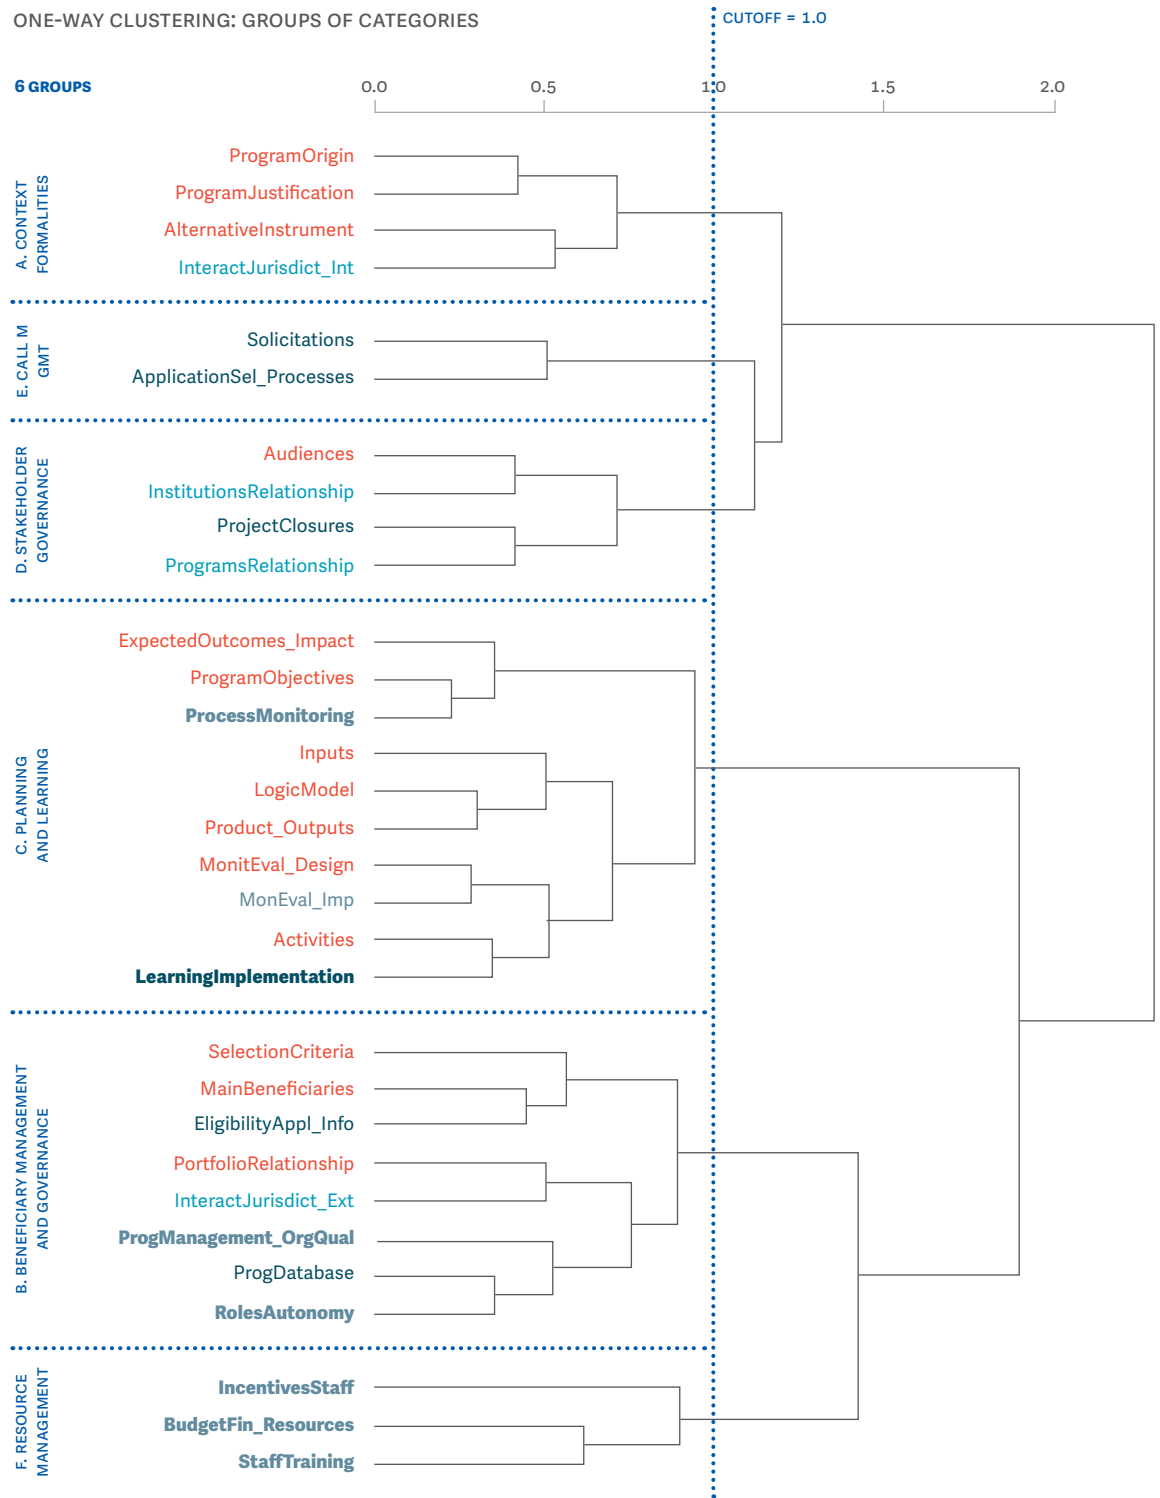 ONE-WAY CLUSTERING: GROUPS OF CATEGORIES
CUTOFF = 1.0
6 GROUPS
0.0 0.5 1.0 1.5 2.0
A. CONTEXT
FORMALITIES
ProgramOrigin
ProgramJustification
AlternativeInstrument
InteractJurisdict_Int
E. CALL M
GMT
Solicitations
ApplicationSel_Processes
D. STAKEHOLDER
GOVERNANCE
Audiences
InstitutionsRelationship
ProjectClosures
ProgramsRelationship
C. PLANNING
AND LEARNING
ExpectedOutcomes_Impact
ProgramObjectives
ProcessMonitoring
Inputs
LogicModel
Product_Outputs
MonitEval_Design
MonEval_Imp
Activities
LearningImplementation
B. BENEFICIARY MANAGEMENT
AND GOVERNANCE
SelectionCriteria
MainBeneficiaries
EligibilityAppl_Info
PortfolioRelationship
InteractJurisdict_Ext
ProgManagement_OrgQual
ProgDatabase
RolesAutonomy
F. RESOURCE
MANAGEMENT
IncentivesStaff
BudgetFin_Resources
StaffTraining